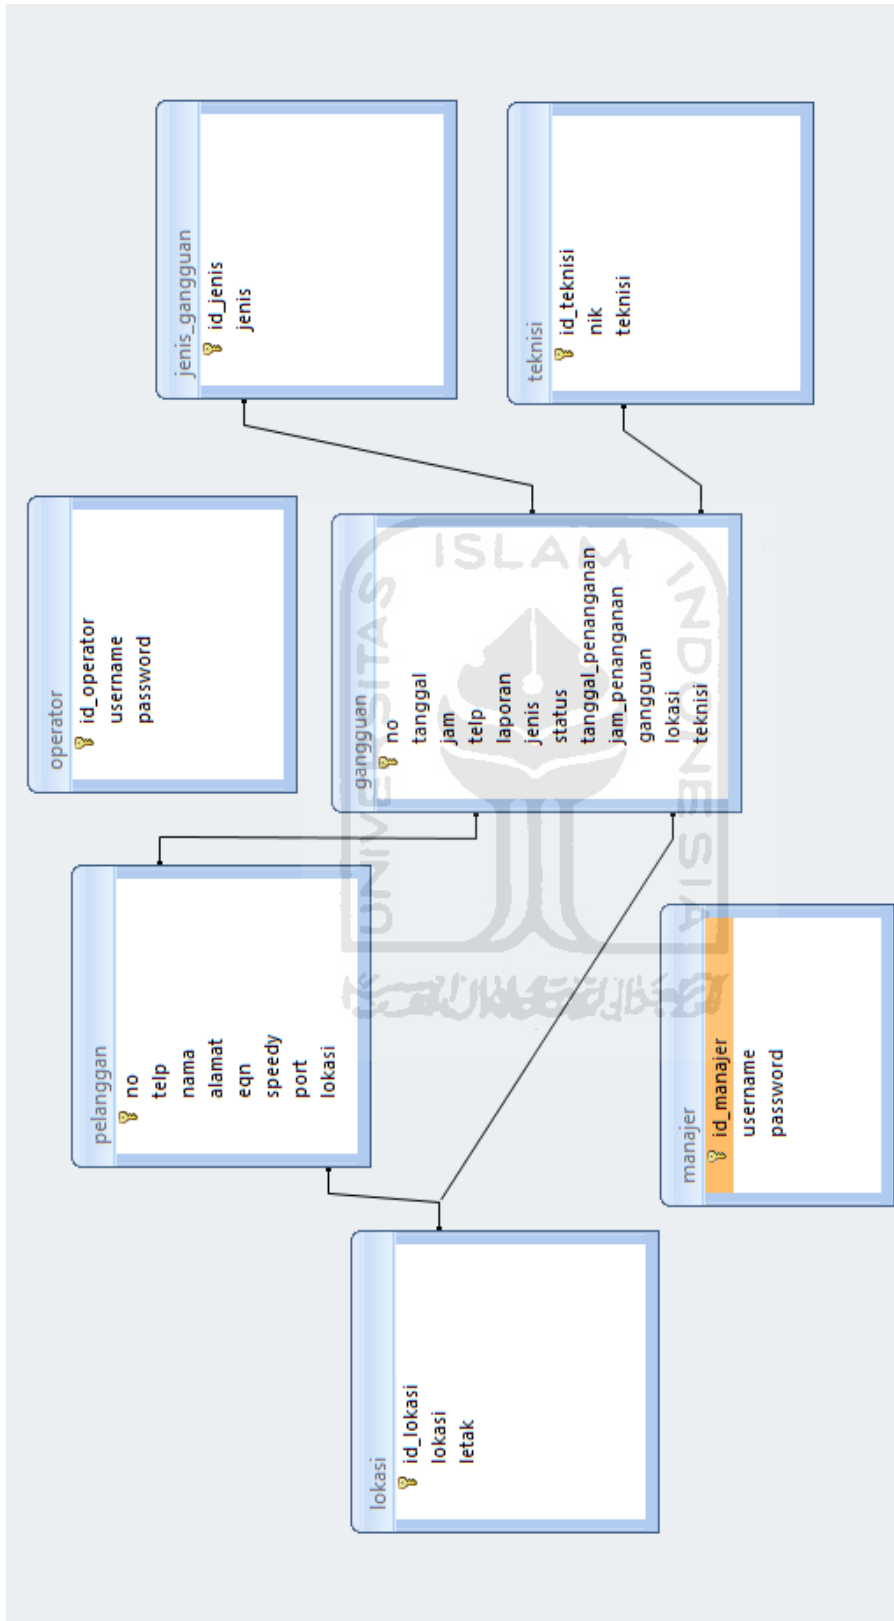 lokasi
id_lokasi
lokasi
letak
pelanggan
no
telp
nama
alamat
eqn
speedy
port
lokasi
manajer
id_manajer
username
password
operator
id_operator
username
password
gangguan
no
tanggal
jam
telp
laporan
jenis
status
tanggal_penanganan
jam_penanganan
gangguan
lokasi
teknisi
jenis_gangguan
id_jenis
jenis
teknisi
id_teknisi
nik
teknisi
UNIVERSITAS
ISLAM
INDONESIA